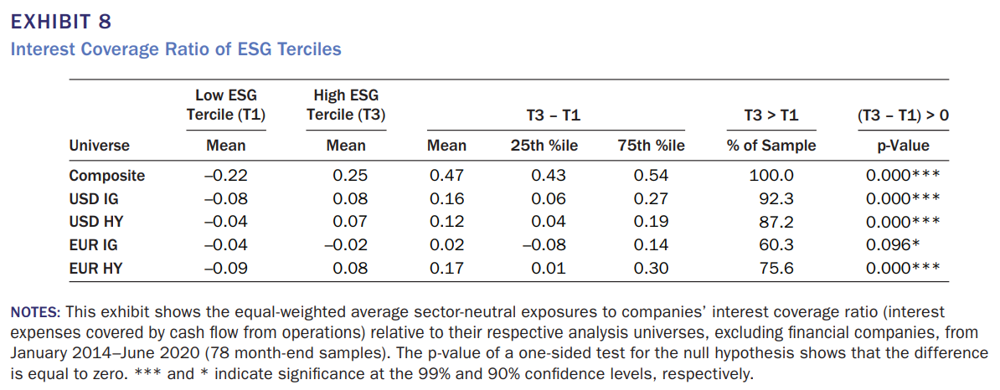 EXHIBIT 8
Interest Coverage Ratio of ESG Terciles
Low ESG Tercile (T1) High ESG Tercile (T3) T3 – T1 T3 > T1 (T3 – T1) > 0
Universe Mean Mean Mean 25th %ile 75th %ile % of Sample p-Value
Composite –0.22 0.25 0.47 0.43 0.54 100.0 0.000***
USD IG –0.08 0.08 0.16 0.06 0.27 92.3 0.000***
USD HY –0.04 0.07 0.12 0.04 0.19 87.2 0.000***
EUR IG –0.04 –0.02 0.02 –0.08 0.14 60.3 0.096*
EUR HY –0.09 0.08 0.17 0.01 0.30 75.6 0.000***
NOTES: This exhibit shows the equal-weighted average sector-neutral exposures to companies’ interest coverage ratio (interest
expenses covered by cash flow from operations) relative to their respective analysis universes, excluding financial companies, from
January 2014–June 2020 (78 month-end samples). The p-value of a one-sided test for the null hypothesis shows that the difference
is equal to zero. *** and * indicate significance at the 99% and 90% confidence levels, respectively.